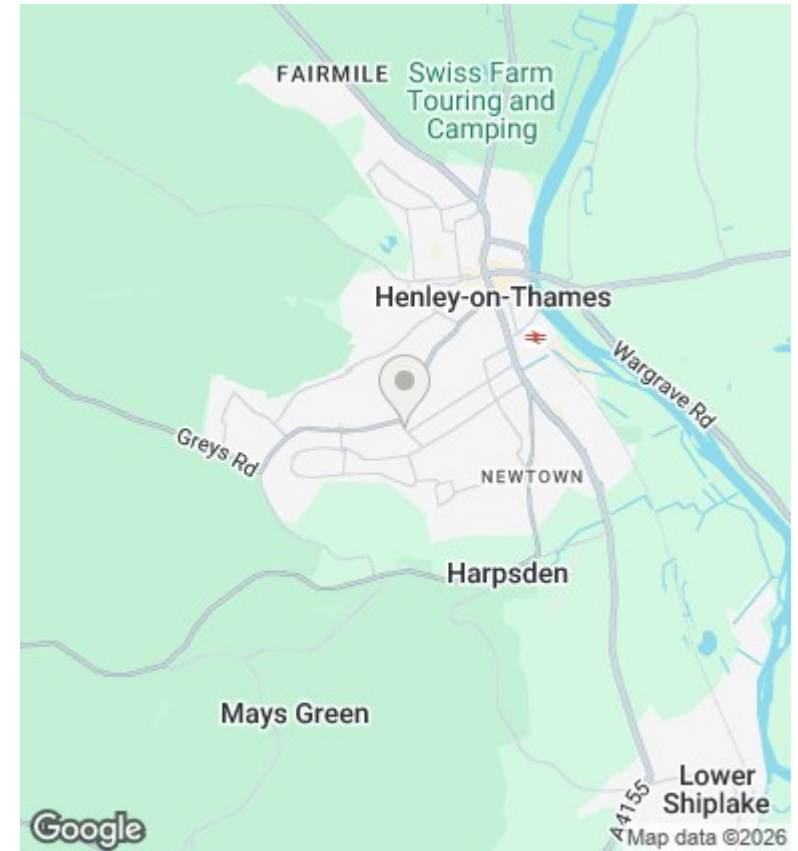 FAIRMILE
Swiss Farm
Touring and
Camping
Henley-on-Thames
Wargrave Rd
Greys Rd
NEWTOWN
Harpsden
Mays Green
Lower
Shiplake
A4155
Google
Map data ©2026